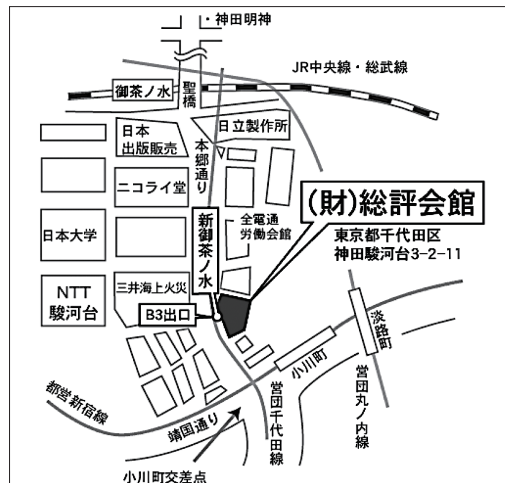 ・神田明神
JR中央線・総武線
御茶ノ水
聖橋
日本
出版販売
日立製作所
本郷通り
ニコライ堂
(財)総評会館
東京都千代田区
神田駿河台3-2-11
新御茶ノ水
全電通
労働会館
日本大学
三井海上火災
NTT
駿河台
B3出口
淡路町
小川町
都営新宿線
靖国通り
営団千代田線
営団丸ノ内線
小川町交差点